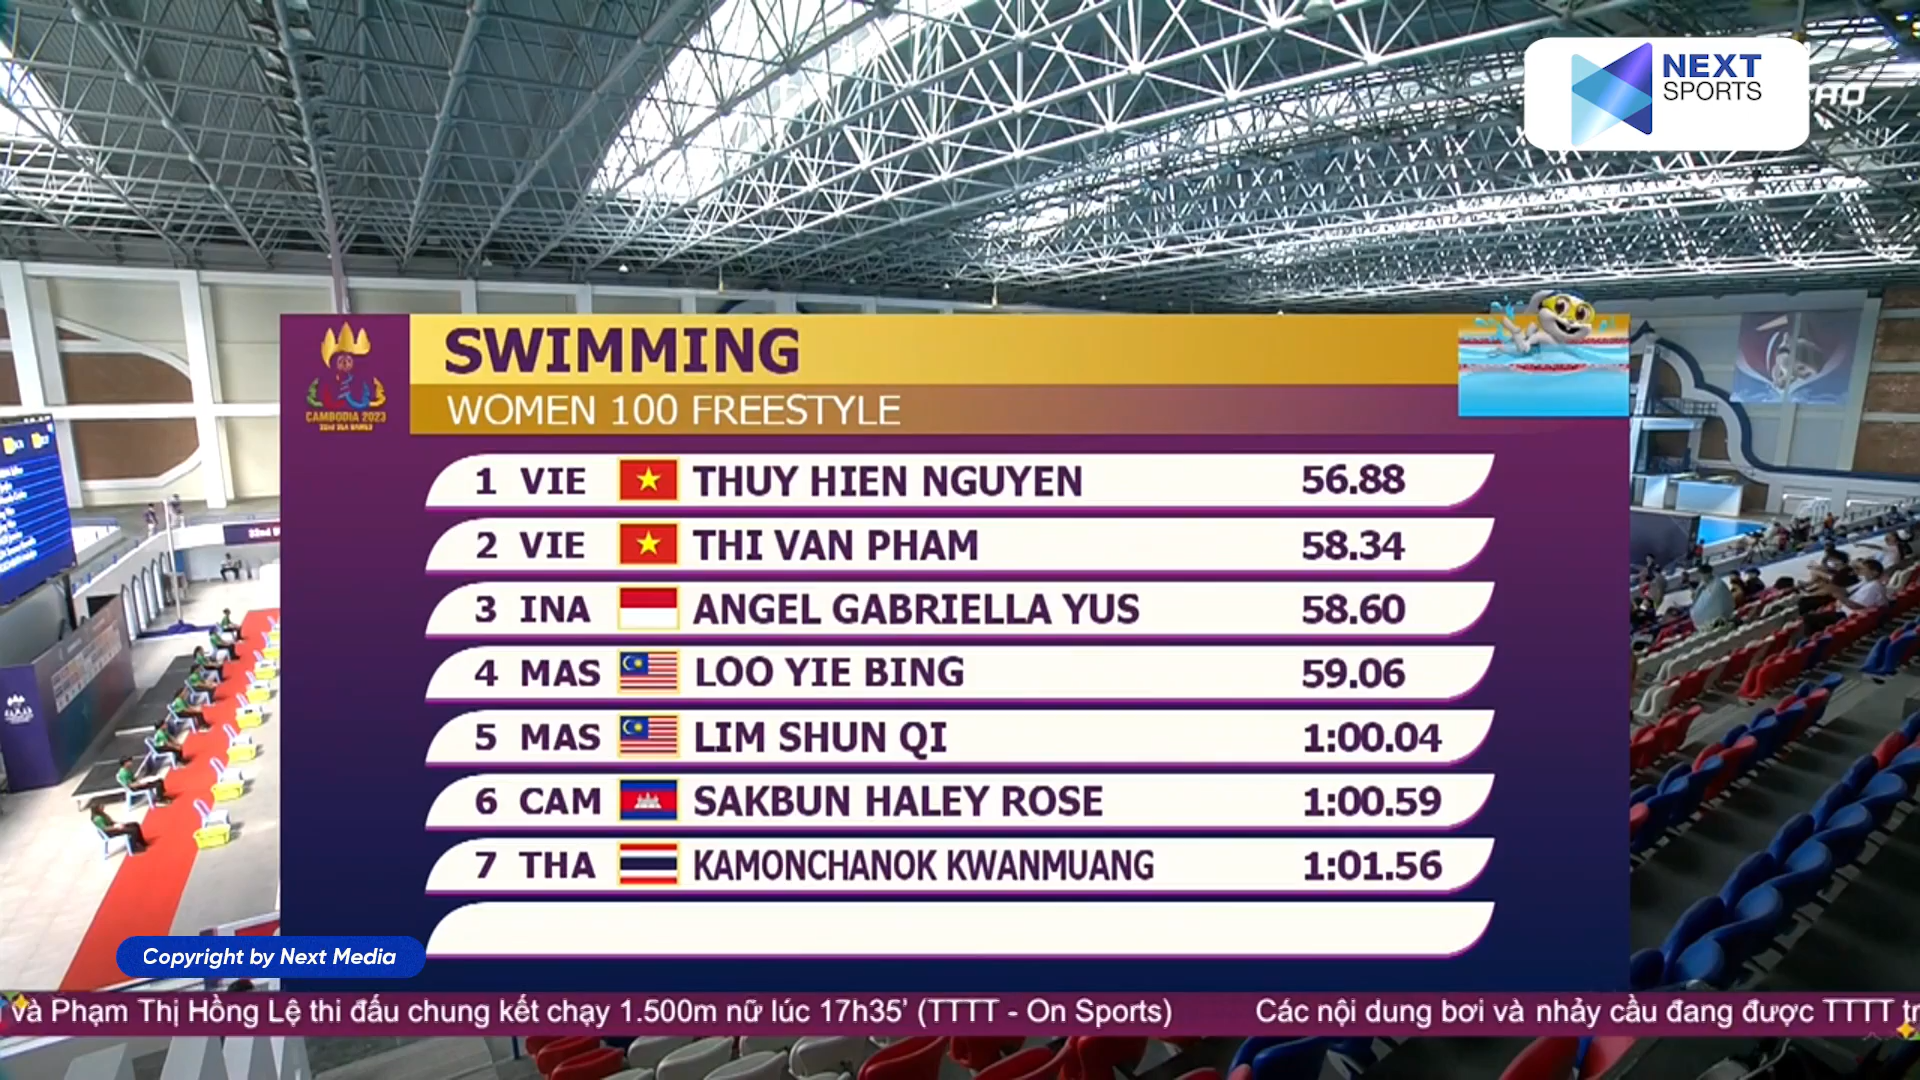 NEXT
SPORTS
SWIMMING
WOMEN 100 FREESTYLE
CAMBODIA 2023
32nd SEA GAMES
1 VIE THUY HIEN NGUYEN 56.88
2 VIE THI VAN PHAM 58.34
3 INA ANGEL GABRIELLA YUS 58.60
4 MAS LOO YIE BING 59.06
5 MAS LIM SHUN QI 1:00.04
6 CAM SAKBUN HALEY ROSE 1:00.59
7 THA KAMONCHANOK KWANMUANG 1:01.56
Copyright by Next Media
và Phạm Thị Hồng Lệ thi đấu chung kết chạy 1.500m nữ lúc 17h35' (TTTT - On Sports) Các nội dung bơi và nhảy cầu đang được TTTT